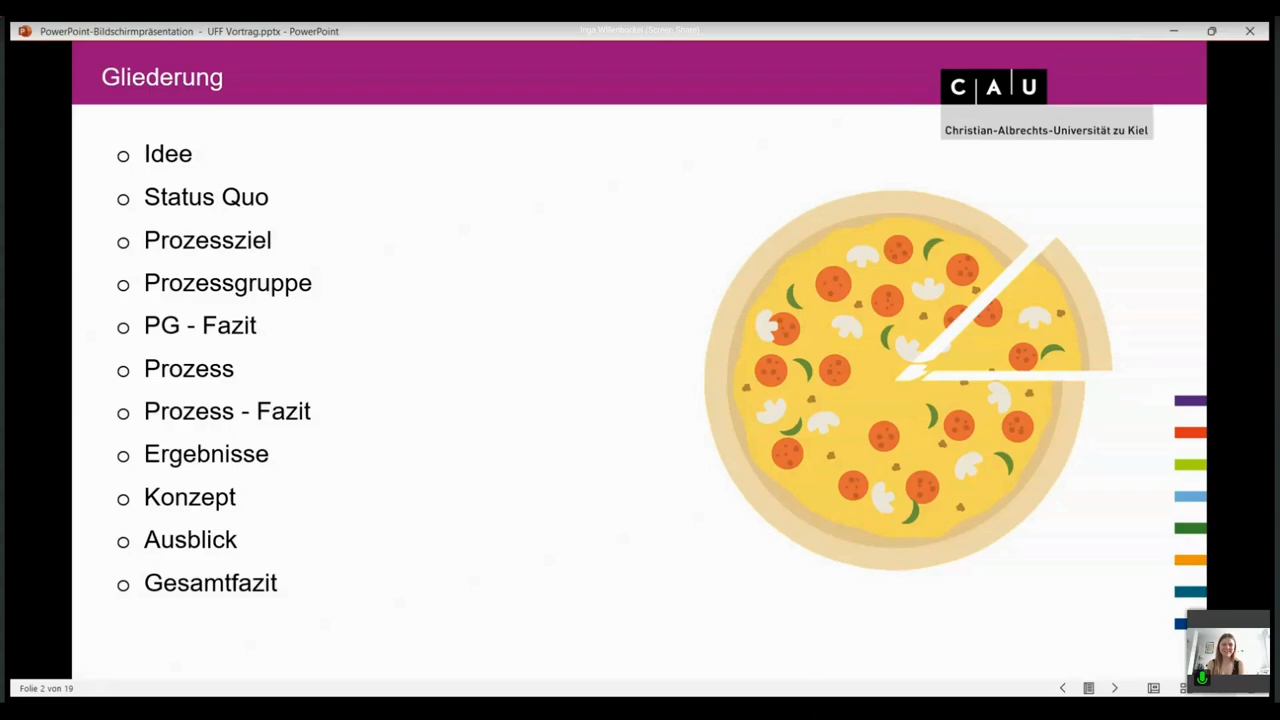 PowerPoint-Bildschirmpräsentation - UFF Vortrag.pptx - PowerPoint
Gliederung
C A U
Christian-Albrechts-Universität zu Kiel
Idee
Status Quo
Prozessziel
Prozessgruppe
PG - Fazit
Prozess
Prozess - Fazit
Ergebnisse
Konzept
Ausblick
Gesamtfazit
Folie 2 von 19